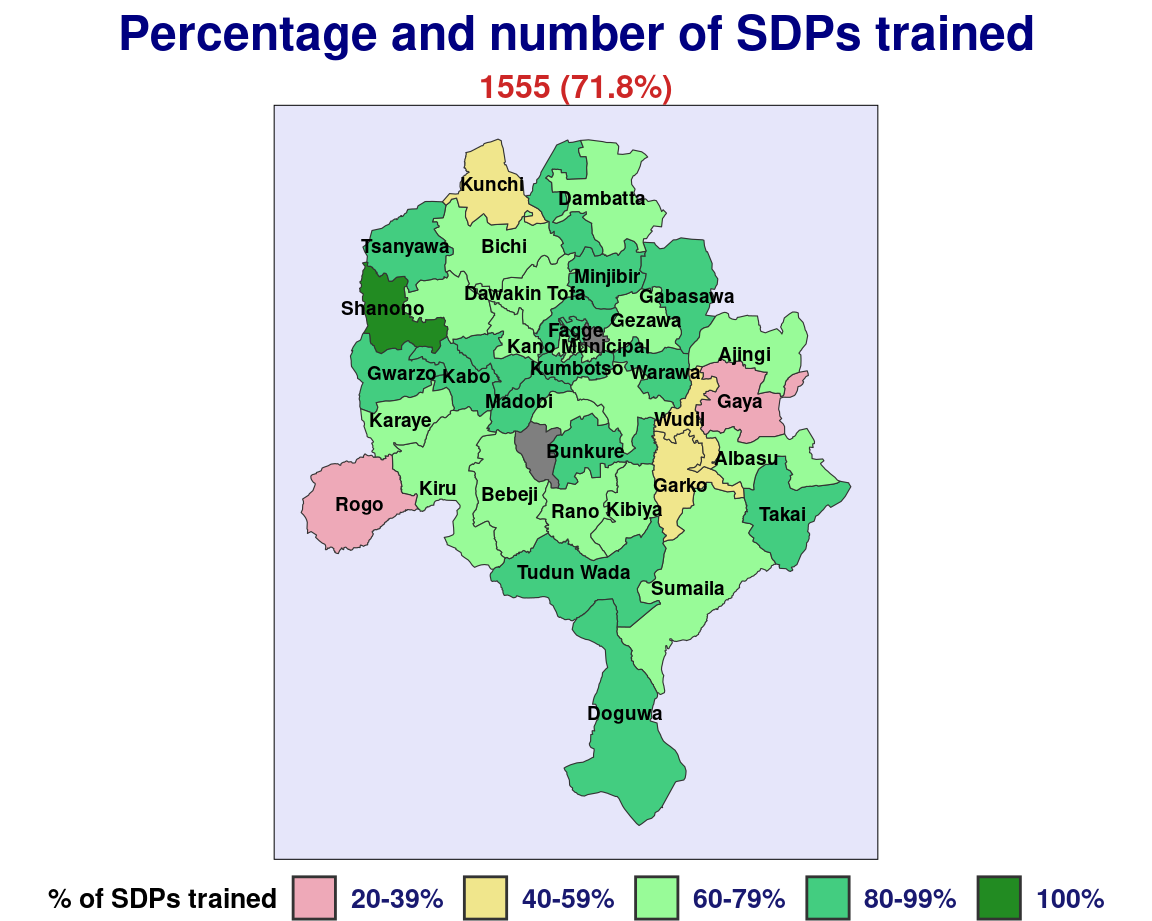 Percentage and number of SDPs trained
1555 (71.8%)
Kunchi
Dambatta
Tsanyawa
Bichi
Minjibir
Dawakin Tofa
Gabasawa
Shanono
Gezawa
Fagge
Kano Municipal
Ajingi
Kumbotso
Gwarzo
Kabo
Warawa
Madobi
Gaya
Karaye
Wudil
Bunkure
Albasu
Garko
Kiru
Bebeji
Rogo
Rano
Kibiya
Takai
Tudun Wada
Sumaila
Doguwa
% of SDPs trained 20-39% 40-59% 60-79% 80-99% 100%